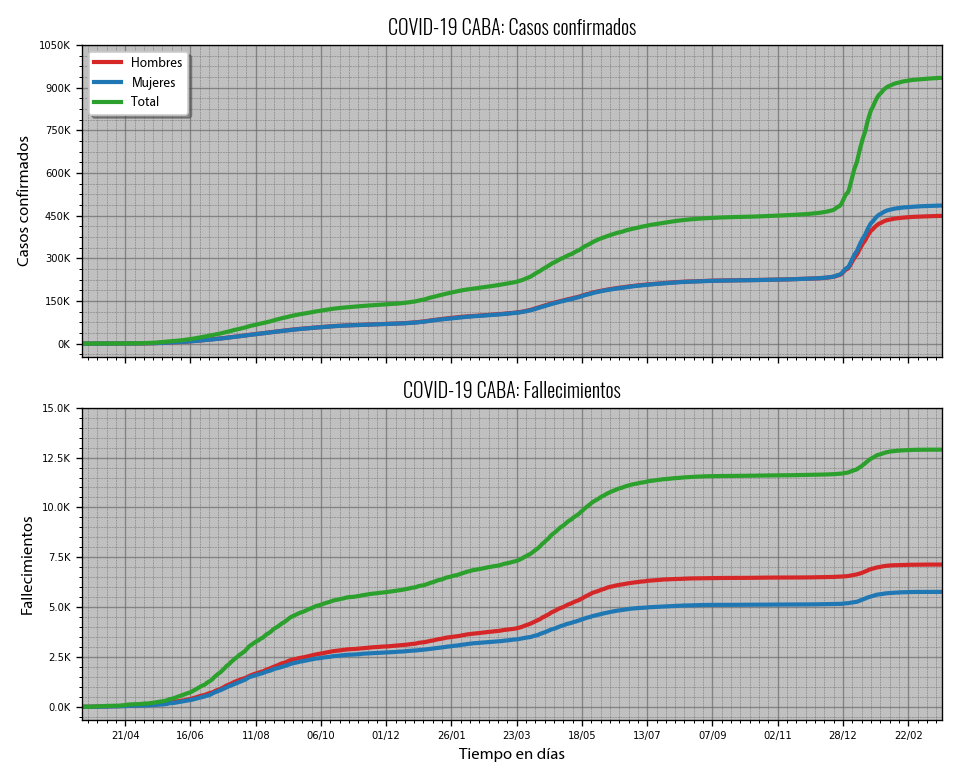 COVID-19 CABA: Casos confirmados
1050K
900K
750K
600K
450K
300K
150K
0K
Casos confirmados
Hombres
Mujeres
Total
COVID-19 CABA: Fallecimientos
15.0K
12.5K
10.0K
7.5K
5.0K
2.5K
0.0K
Fallecimientos
21/04 16/06 11/08 06/10 01/12 26/01 23/03 18/05 13/07 07/09 02/11 28/12 22/02
Tiempo en días